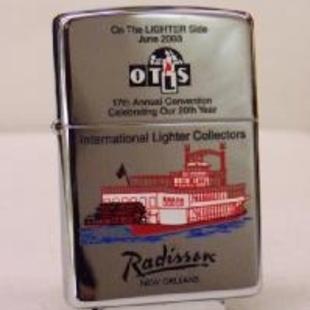 On The LIGHTER Side
June 2003
OTLS
17th Annual Convention
Celebrating Our 20th Year
International Lighter Collectors
Radisson
NEW ORLEANS